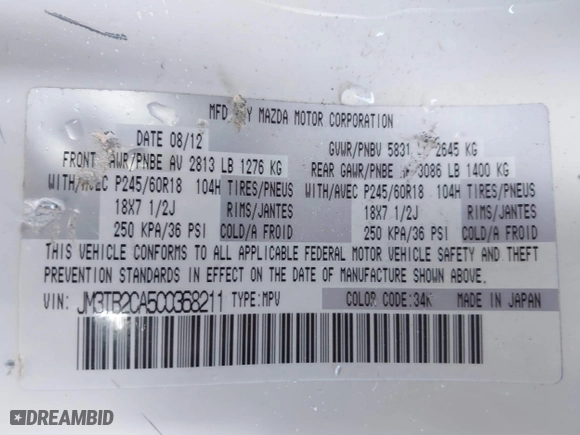 MFD Y MAZDA MOTOR CORPORATION
DATE 08/12 GVWR/PNBV 5831 2645 KG
FRONT AWR/PNBE AV 2813 LB 1276 KG REAR GAWR/PNBE 3086 LB 1400 KG
WITH/AVEC P245/60R18 104H TIRES/PNEUS WITH/AVEC P245/60R18 104H TIRES/PNEUS
18X7 1/2J RIMS/JANTES 18X7 1/2J RIMS/JANTES
250 KPA/36 PSI COLD/A FROID 250 KPA/36 PSI COLD/A FROID
THIS VEHICLE CONFORMS TO ALL APPLICABLE FEDERAL MOTOR VEHICLE SAFETY AND THEFT
PREVENTION STANDARDS IN EFFECT ON THE DATE OF MANUFACTURE SHOWN ABOVE.
VIN: JM3TB2CA5C0368211 TYPE:MPV COLOR CODE:34K MADE IN JAPAN
DREAMBID